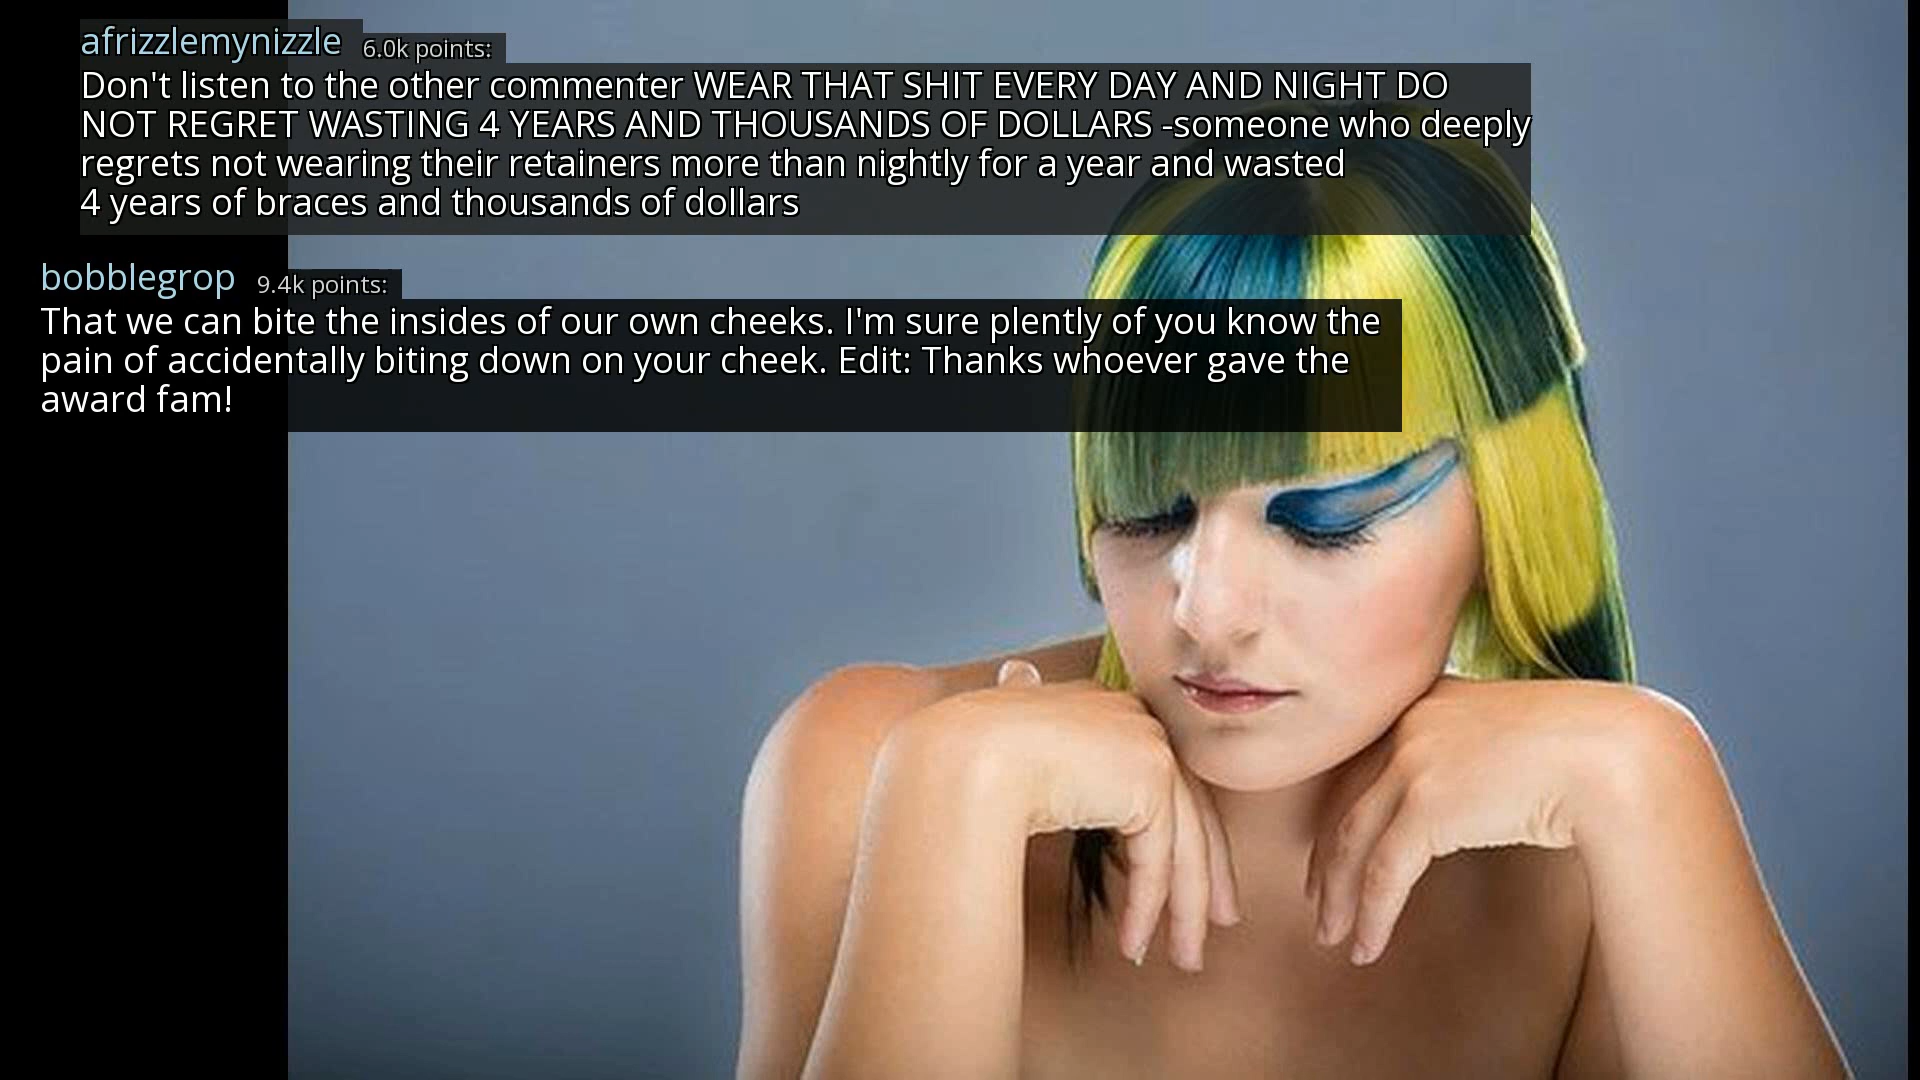 afrizzlemynizzle 6.0k points:
Don't listen to the other commenter WEAR THAT SHIT EVERY DAY AND NIGHT DO
NOT REGRET WASTING 4 YEARS AND THOUSANDS OF DOLLARS -someone who deeply
regrets not wearing their retainers more than nightly for a year and wasted
4 years of braces and thousands of dollars
bobblegrop 9.4k points:
That we can bite the insides of our own cheeks. I'm sure plently of you know the
pain of accidentally biting down on your cheek. Edit: Thanks whoever gave the
award fam!